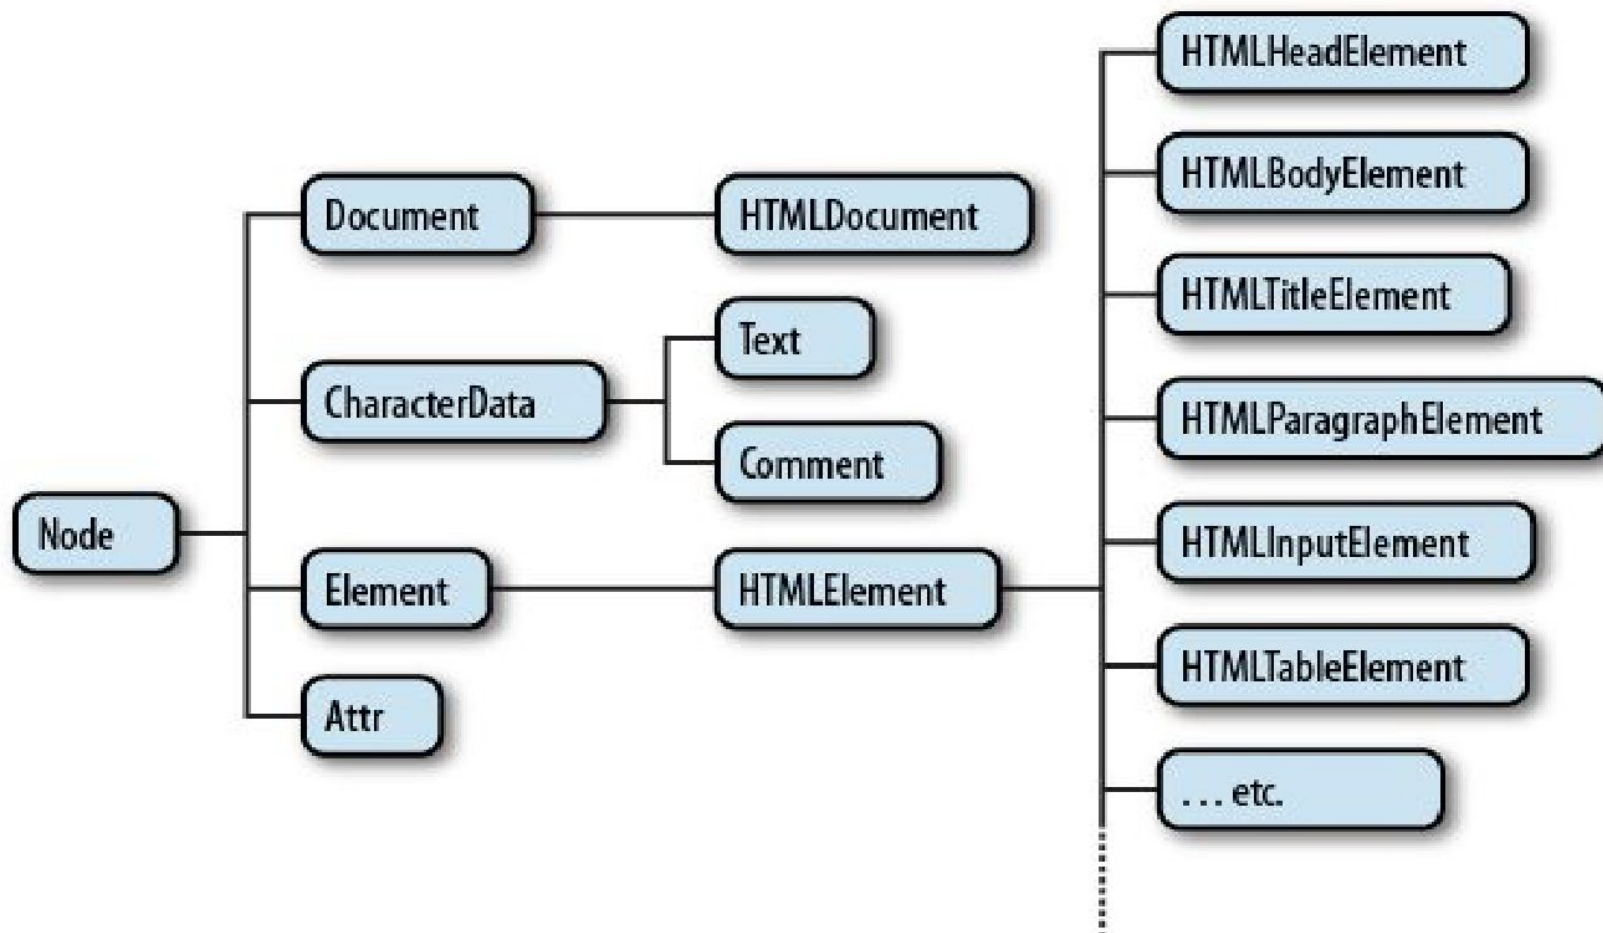 Node
Document
CharacterData
Element
Attr
HTMLDocument
Text
Comment
HTMLElement
HTMLHeadElement
HTMLBodyElement
HTMLTitleElement
HTMLParagraphElement
HTMLInputElement
HTMLTableElement
. . . etc.